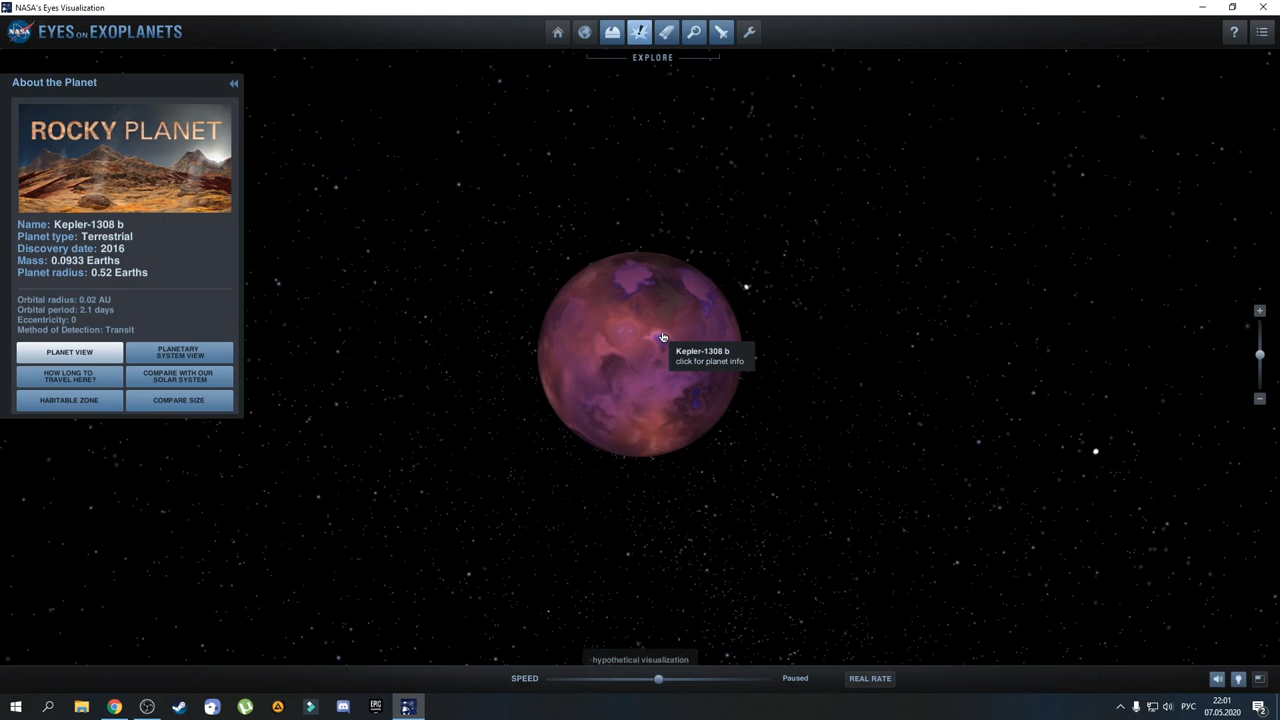 NASA's Eyes Visualization
NASA EYES ON EXOPLANETS
?
EXPLORE
About the Planet
ROCKY PLANET
Name: Kepler-1308 b
Planet type: Terrestrial
Discovery date: 2016
Mass: 0.0933 Earths
Planet radius: 0.52 Earths
Orbital radius: 0.02 AU
Orbital period: 2.1 days
Eccentricity: 0
Method of Detection: Transit
PLANET VIEW
PLANETARY
SYSTEM VIEW
HOW LONG TO
TRAVEL HERE?
COMPARE WITH OUR
SOLAR SYSTEM
HABITABLE ZONE
COMPARE SIZE
Kepler-1308 b
click for planet info
hypothetical visualization
SPEED
Paused
REAL RATE
EPIC
РУС
22:01
07.05.2020
2